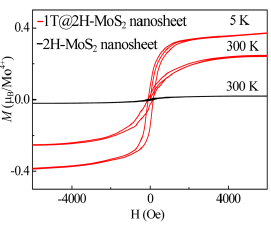 1T@2H-MoS₂ nanosheet
2H-MoS₂ nanosheet
5 K
300 K
300 K
M (μB/Mo⁴⁺)
0.4
0.0
-0.4
-4000
0
4000
H (Oe)